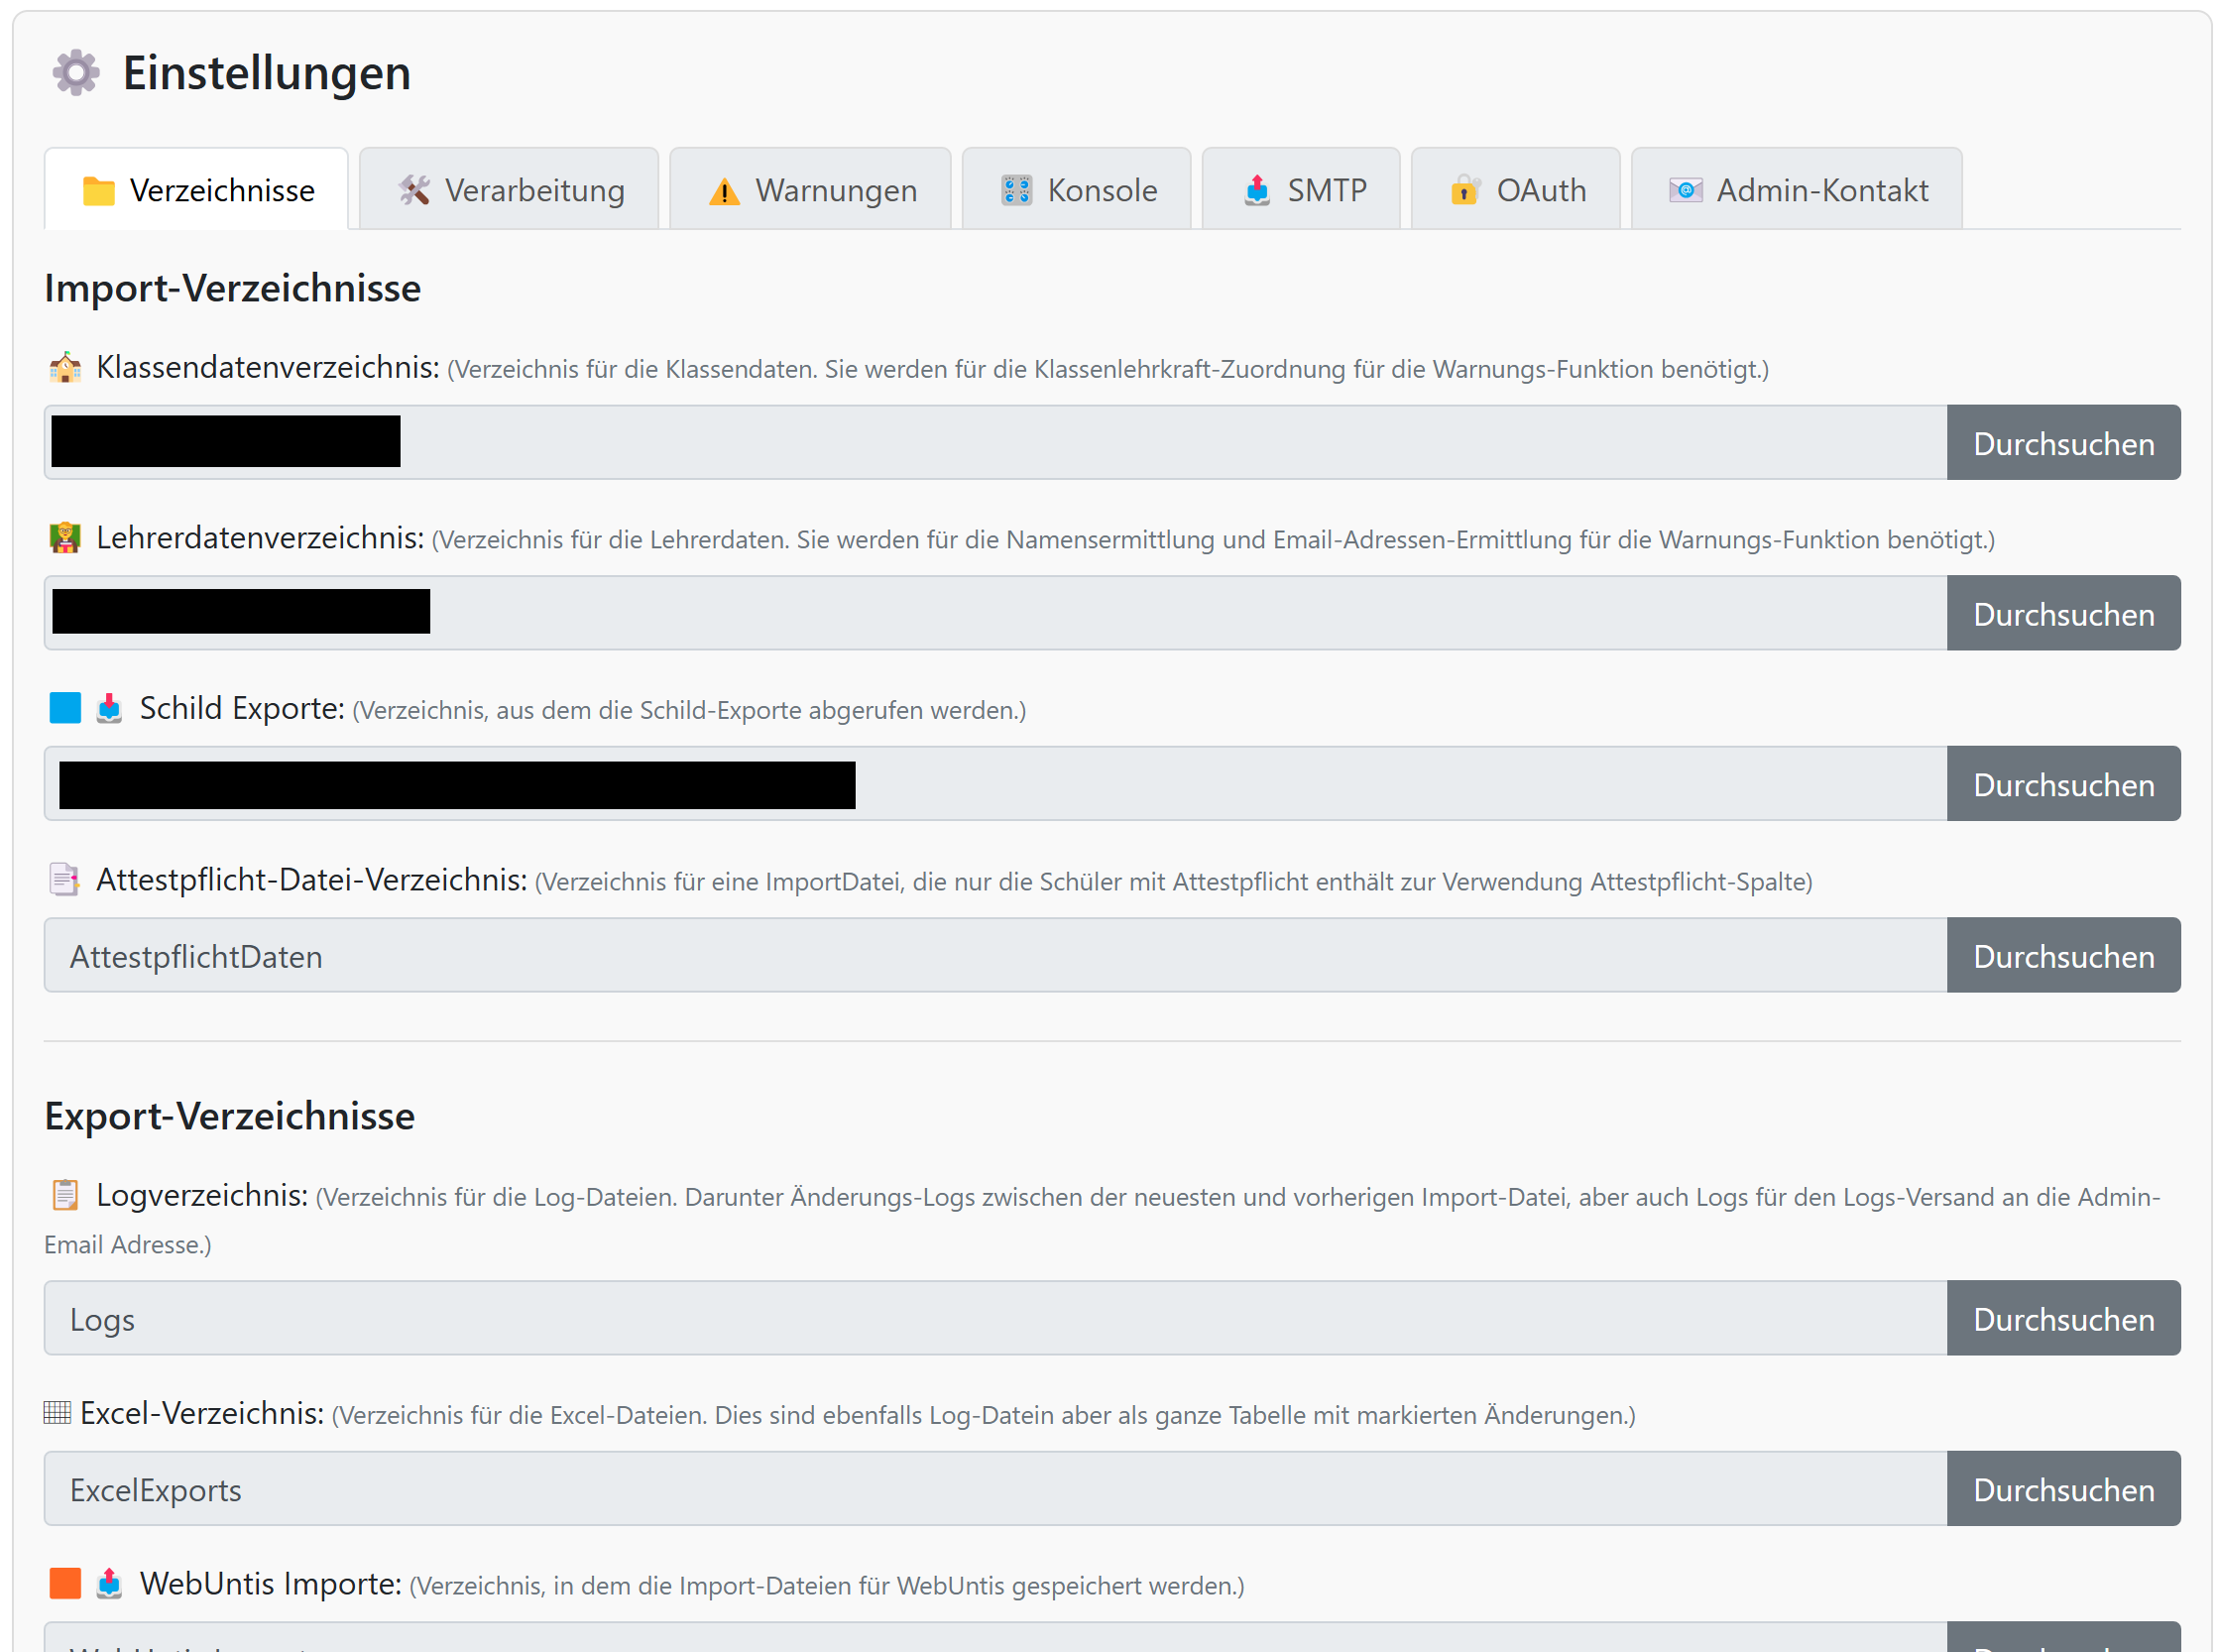 Einstellungen
Verzeichnisse
Verarbeitung
Warnungen
Konsole
SMTP
OAuth
Admin-Kontakt
Import-Verzeichnisse
Klassendatenverzeichnis: (Verzeichnis für die Klassendaten. Sie werden für die Klassenlehrkraft-Zuordnung für die Warnungs-Funktion benötigt.)
Durchsuchen
Lehrerdatenverzeichnis: (Verzeichnis für die Lehrerdaten. Sie werden für die Namensermittlung und Email-Adressen-Ermittlung für die Warnungs-Funktion benötigt.)
Durchsuchen
Schild Exporte: (Verzeichnis, aus dem die Schild-Exporte abgerufen werden.)
Durchsuchen
Attestpflicht-Datei-Verzeichnis: (Verzeichnis für eine ImportDatei, die nur die Schüler mit Attestpflicht enthält zur Verwendung Attestpflicht-Spalte)
AttestpflichtDaten
Durchsuchen
Export-Verzeichnisse
Logverzeichnis: (Verzeichnis für die Log-Dateien. Darunter Änderungs-Logs zwischen der neuesten und vorherigen Import-Datei, aber auch Logs für den Logs-Versand an die Admin-
Email Adresse.)
Logs
Durchsuchen
Excel-Verzeichnis: (Verzeichnis für die Excel-Dateien. Dies sind ebenfalls Log-Datein aber als ganze Tabelle mit markierten Änderungen.)
ExcelExports
Durchsuchen
WebUntis Importe: (Verzeichnis, in dem die Import-Dateien für WebUntis gespeichert werden.)